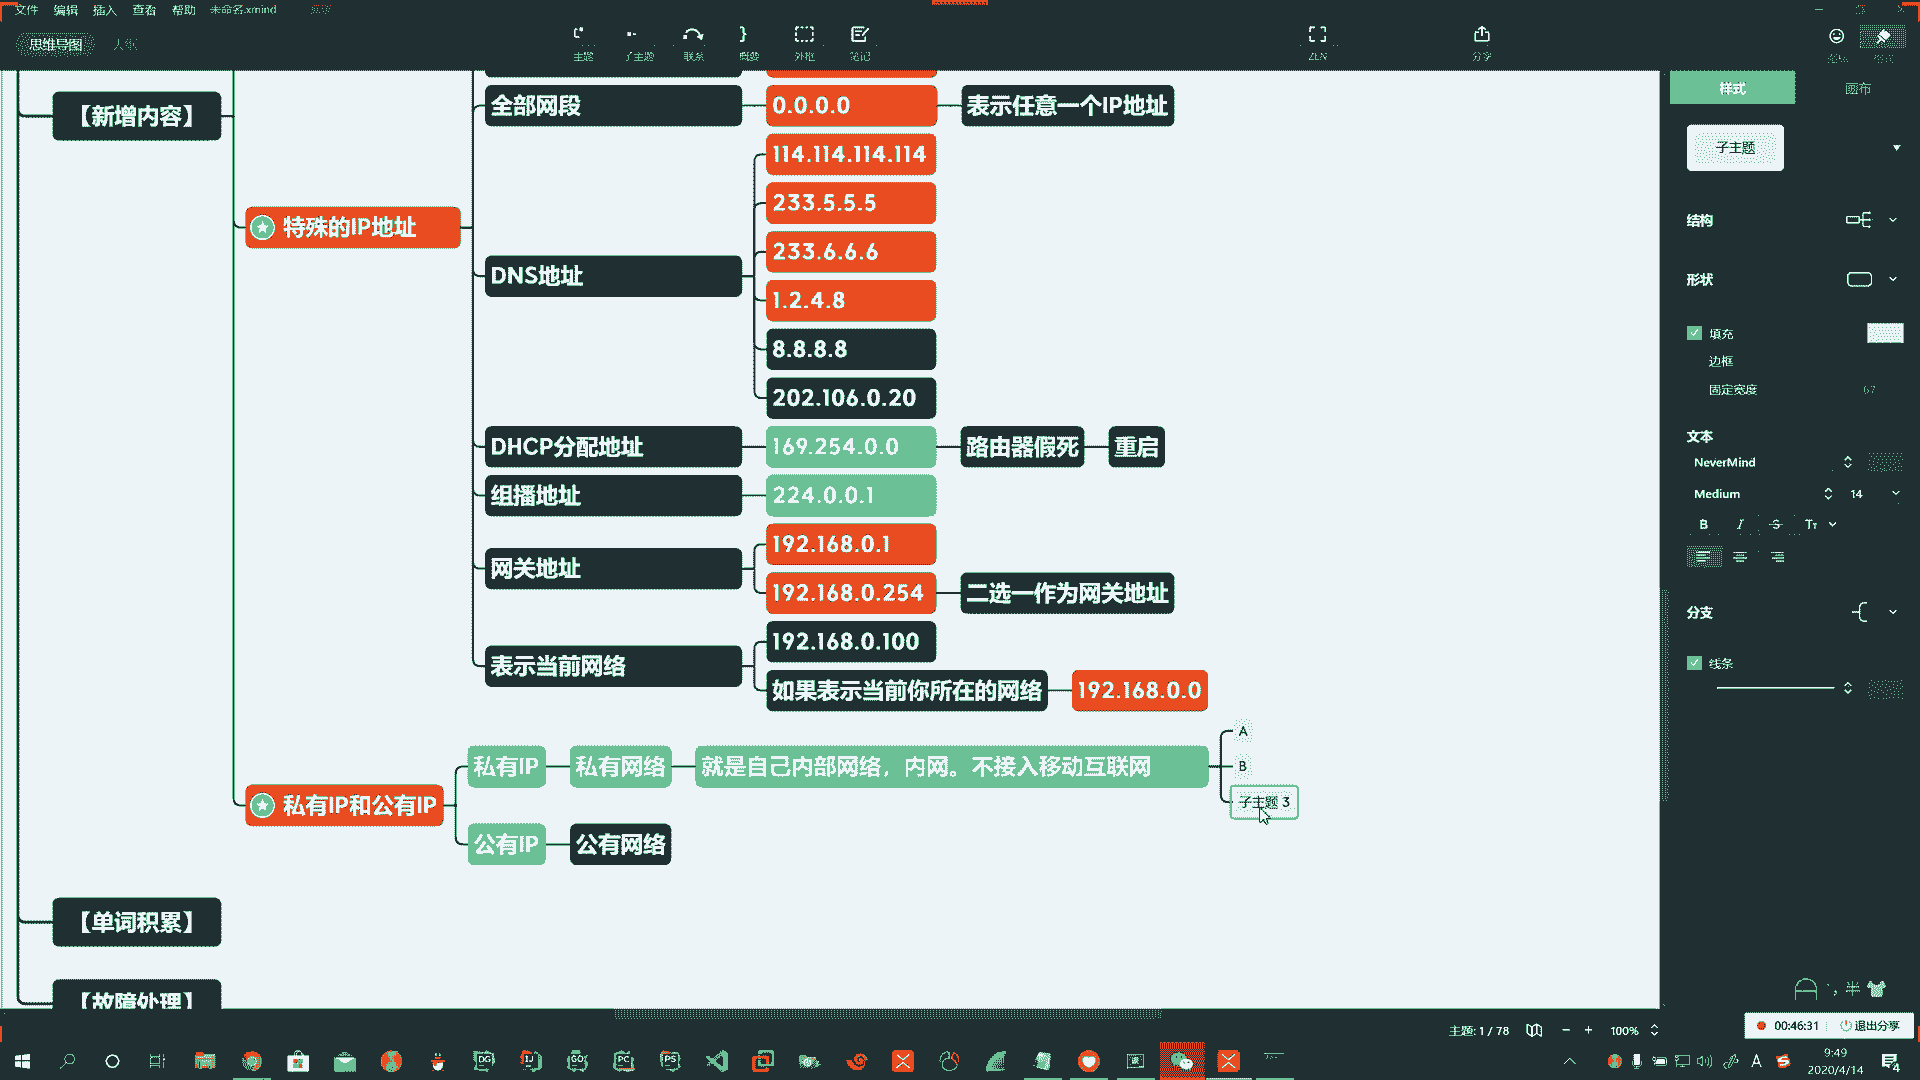 文件 编辑 插入 查看 帮助 未命名.xmind
思维导图
主题 子主题 联系 概要 外框 笔记 ZEN 分享
样式 画布
子主题
结构
形状
填充
边框
固定宽度 67
文本
NeverMind
Medium 14
B I S Tт
分支
线条
【新增内容】
特殊的IP地址
全部网段 0.0.0.0 表示任意一个IP地址
DNS地址
114.114.114.114
233.5.5.5
233.6.6.6
1.2.4.8
8.8.8.8
202.106.0.20
DHCP分配地址 169.254.0.0 路由器假死 重启
组播地址 224.0.0.1
网关地址
192.168.0.1
192.168.0.254 二选一作为网关地址
表示当前网络
192.168.0.100
如果表示当前你所在的网络 192.168.0.0
私有IP和公有IP
私有IP 私有网络 就是自己内部网络，内网。不接入移动互联网
A
B
子主题 3
公有IP 公有网络
【单词积累】
【故障处理】
半
主题: 1 / 78 100%
00:46:31 退出分享
DG IJ GO PC PS
A
9:49
2020/4/14
4